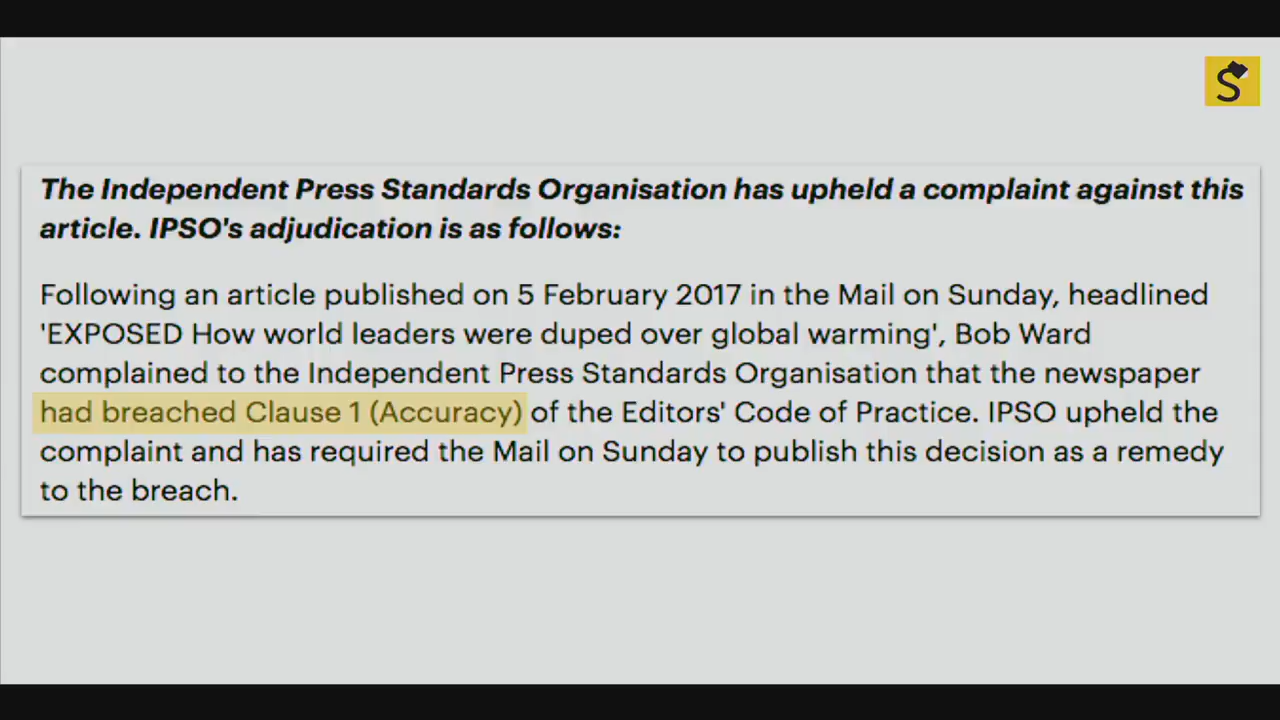 S
The Independent Press Standards Organisation has upheld a complaint against this
article. IPSO's adjudication is as follows:
Following an article published on 5 February 2017 in the Mail on Sunday, headlined
'EXPOSED How world leaders were duped over global warming', Bob Ward
complained to the Independent Press Standards Organisation that the newspaper
had breached Clause 1 (Accuracy) of the Editors' Code of Practice. IPSO upheld the
complaint and has required the Mail on Sunday to publish this decision as a remedy
to the breach.